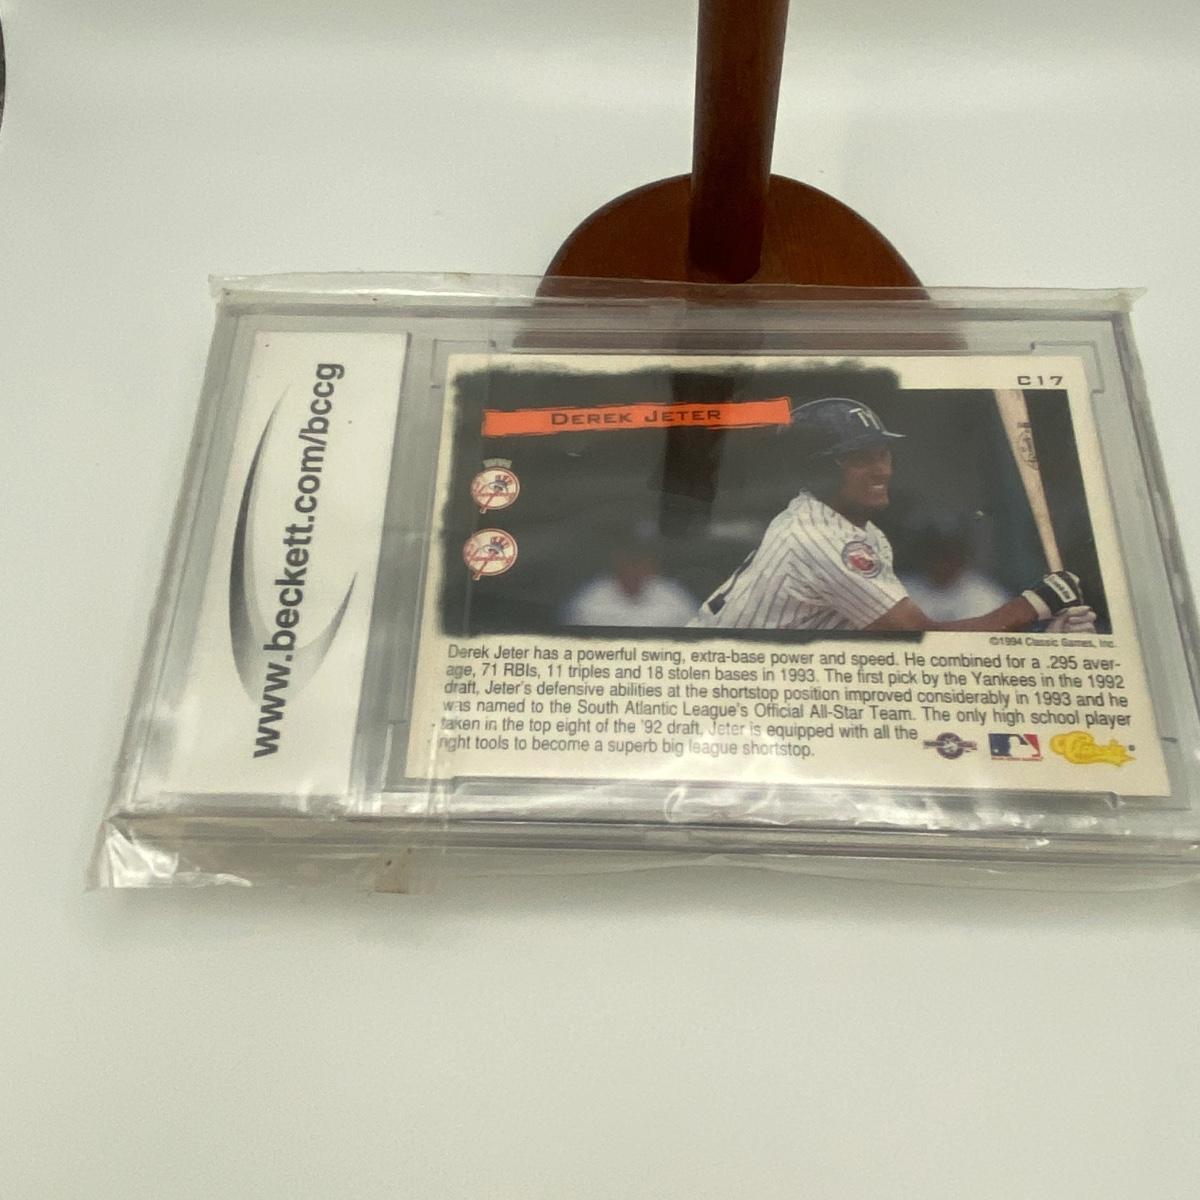 www.beckett.com/bccg
C17
DEREK JETER
©1994 Classic Games, Inc.
Derek Jeter has a powerful swing, extra-base power and speed. He combined for a .295 aver-
age, 71 RBIs, 11 triples and 18 stolen bases in 1993. The first pick by the Yankees in the 1992
draft, Jeter's defensive abilities at the shortstop position improved considerably in 1993 and he
was named to the South Atlantic League's Official All-Star Team. The only high school player
taken in the top eight of the '92 draft, Jeter is equipped with all the
right tools to become a superb big league shortstop.
Classic